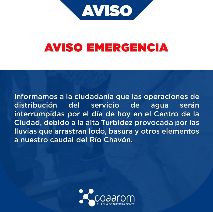 AVISO
AVISO EMERGENCIA
Informamos a la ciudadanía que las operaciones de
distribución del servicio de agua serán
interrumpidas por el día de hoy en el Centro de la
Ciudad, debido a la alta Turbidez provocada por las
lluvias que arrastran lodo, basura y otros elementos
a nuestro caudal del Río Chavón.
coaarom